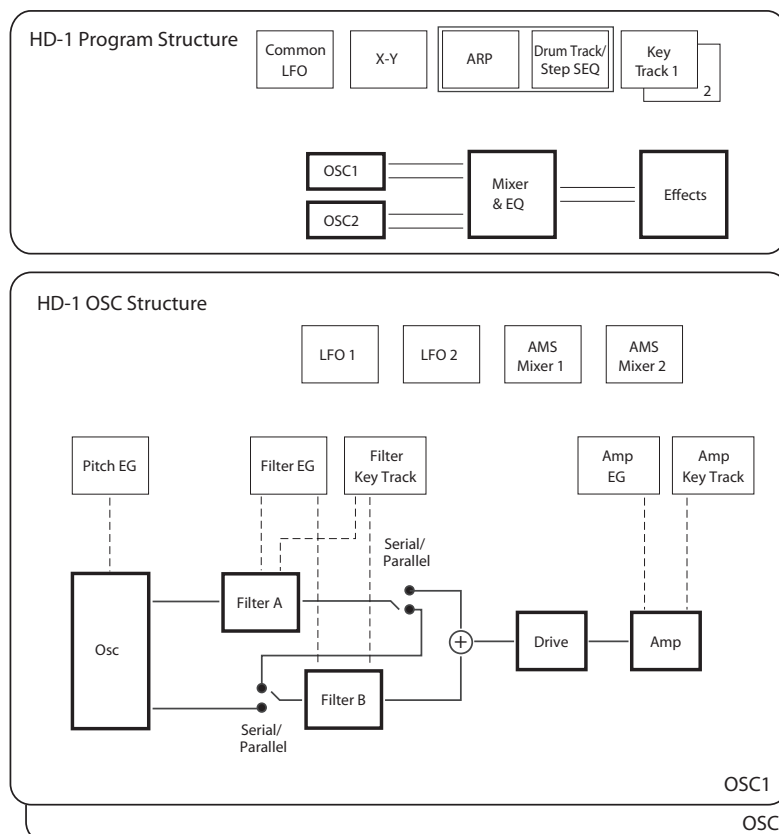 HD-1 Program Structure
Common
LFO
X-Y
ARP
Drum Track/
Step SEQ
Key
Track 1
2
OSC1
OSC2
Mixer
& EQ
Effects
HD-1 OSC Structure
LFO 1
LFO 2
AMS
Mixer 1
AMS
Mixer 2
Pitch EG
Filter EG
Filter
Key Track
Amp
EG
Amp
Key Track
Serial/
Parallel
Osc
Filter A
Filter B
Serial/
Parallel
+
Drive
Amp
OSC1
OSC